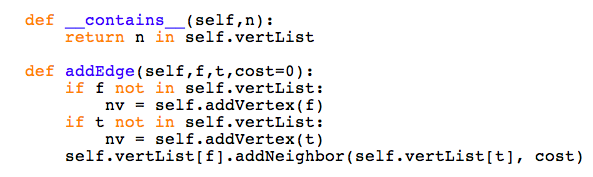 def __contains__(self,n):
    return n in self.vertList

def addEdge(self,f,t,cost=0):
    if f not in self.vertList:
        nv = self.addVertex(f)
    if t not in self.vertList:
        nv = self.addVertex(t)
    self.vertList[f].addNeighbor(self.vertList[t], cost)